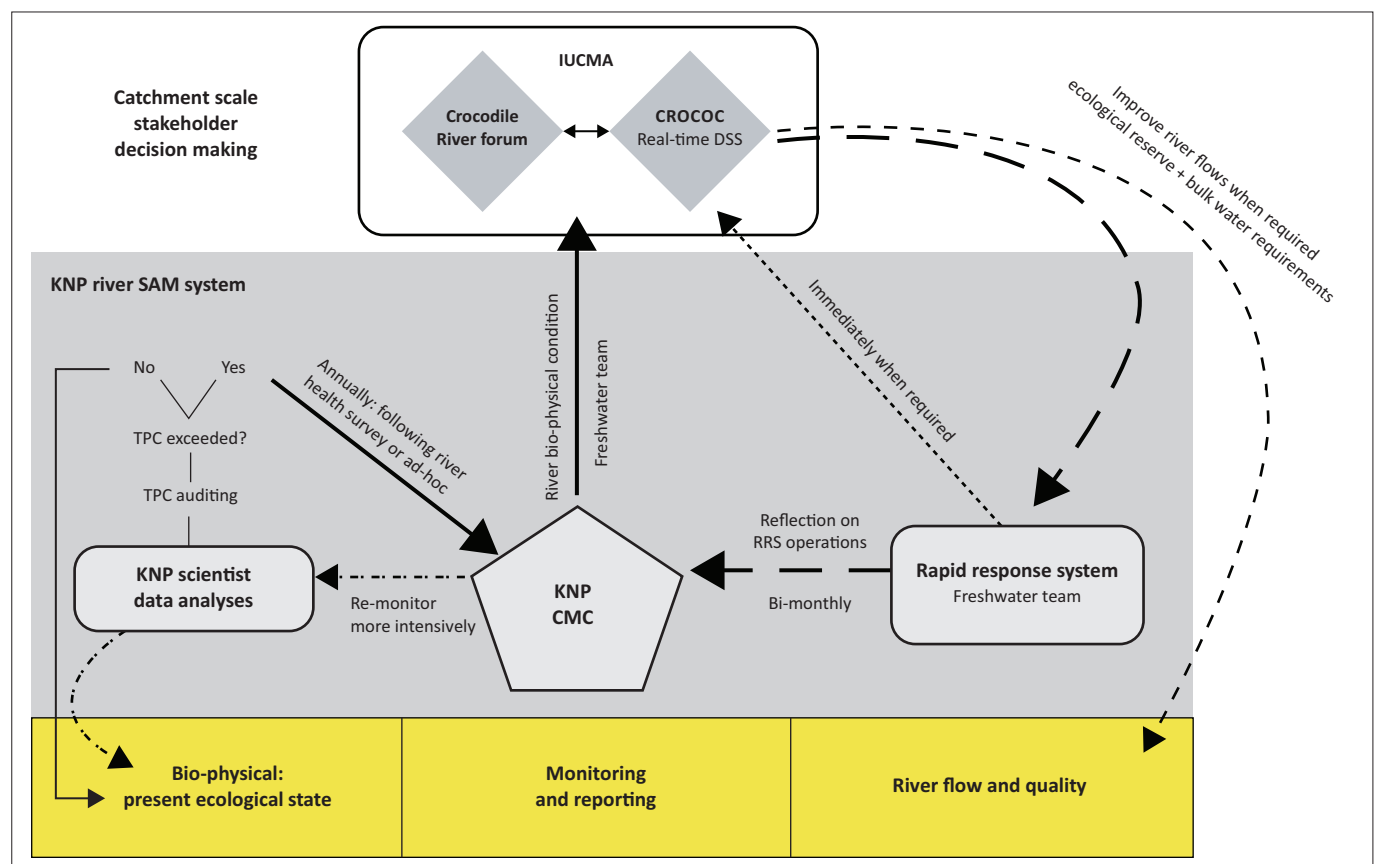 IUCMA
Catchment scale
stakeholder
decision making
Crocodile
River forum
CROCOC
Real-time DSS
Improve river flows when required
ecological reserve + bulk water requirements
KNP river SAM system
No
Yes
TPC exceeded?
TPC auditing
Annually: following river
health survey or ad-hoc
River bio-physical condition
Freshwater team
Immediately when required
KNP scientist
data analyses
Re-monitor
more intensively
KNP
CMC
Reflection on
RRS operations
Bi-monthly
Rapid response system
Freshwater team
Bio-physical:
present ecological state
Monitoring
and reporting
River flow and quality